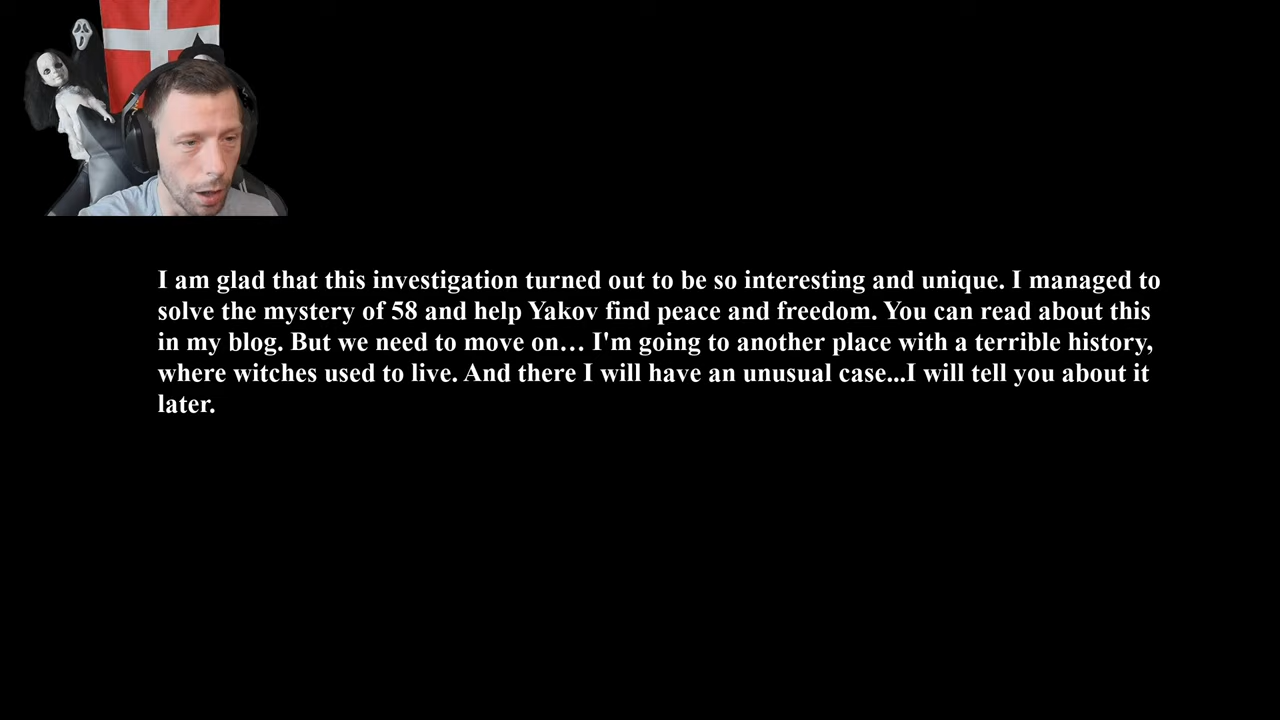 I am glad that this investigation turned out to be so interesting and unique. I managed to
solve the mystery of 58 and help Yakov find peace and freedom. You can read about this
in my blog. But we need to move on… I'm going to another place with a terrible history,
where witches used to live. And there I will have an unusual case...I will tell you about it
later.